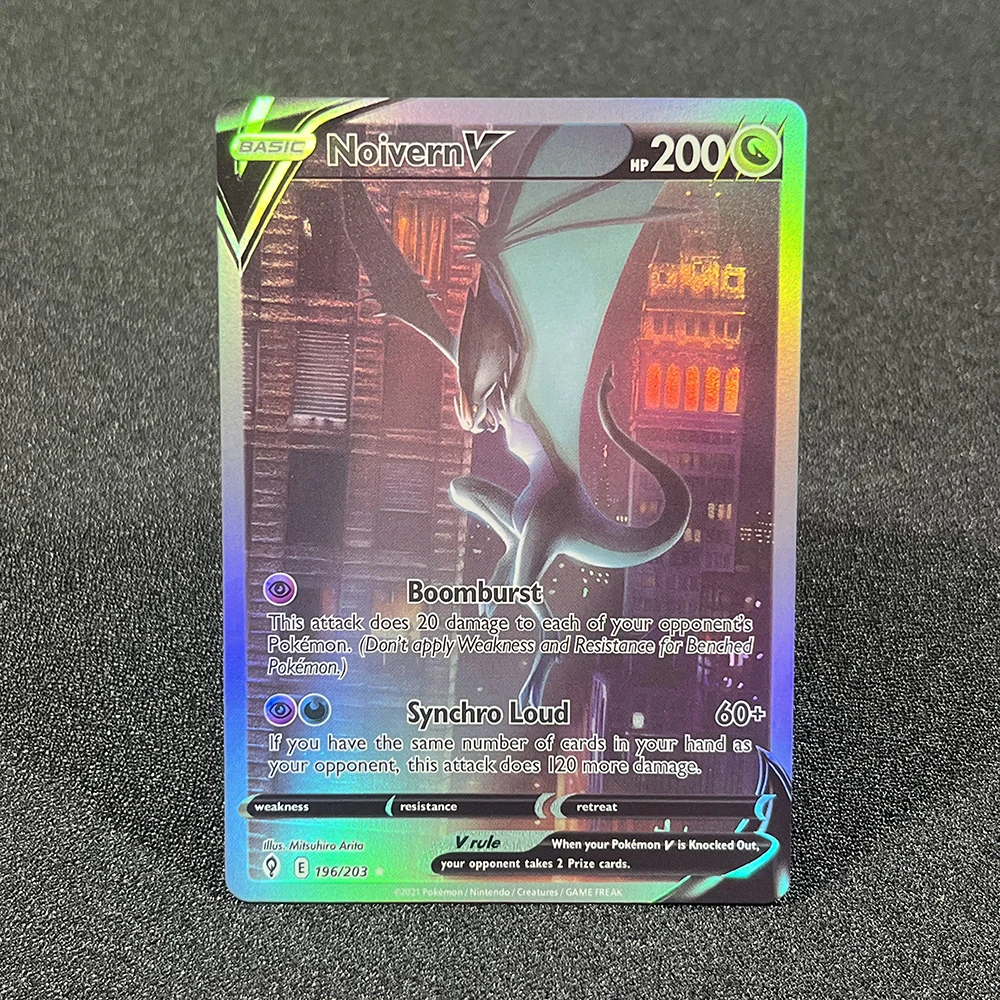 BASIC NoivernV HP 200
Boomburst
This attack does 20 damage to each of your opponent's
Pokémon. (Don't apply Weakness and Resistance for Benched
Pokémon.)
Synchro Loud 60+
If you have the same number of cards in your hand as
your opponent, this attack does 120 more damage.
weakness resistance retreat
Illus. Mitsuhiro Arita
V rule When your Pokémon V is Knocked Out,
your opponent takes 2 Prize cards.
E 196/203
©2021 Pokémon / Nintendo / Creatures / GAME FREAK